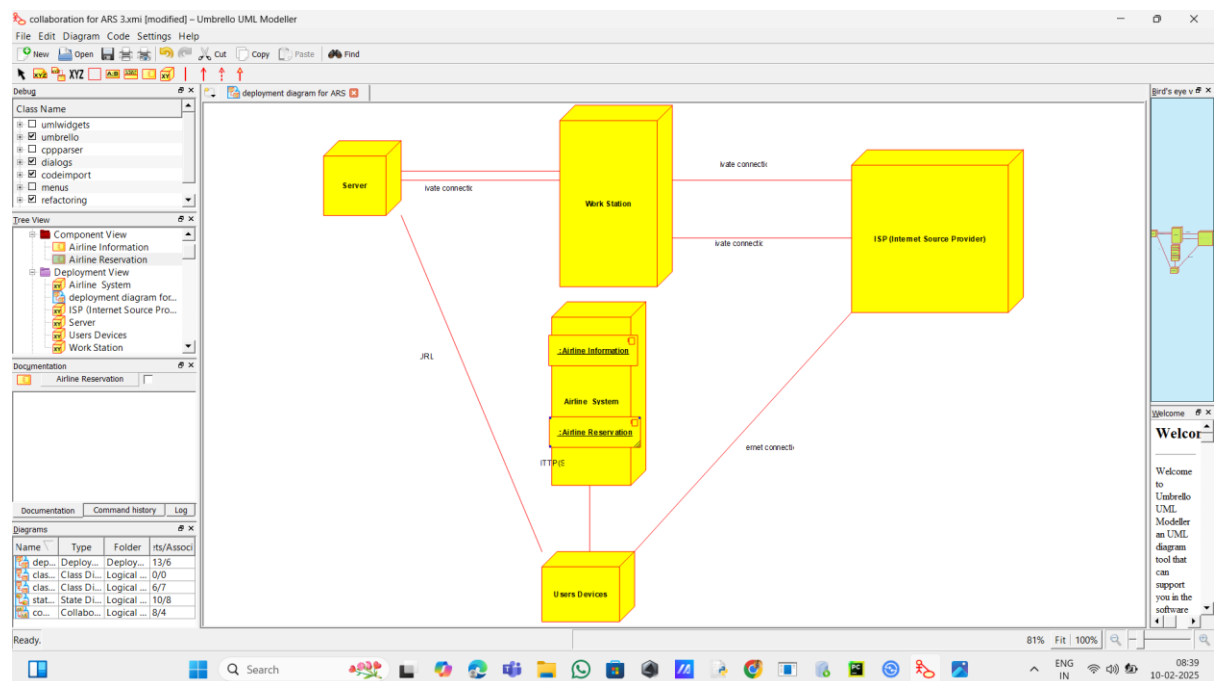 collaboration for ARS 3.xmi [modified] – Umbrello UML Modeller
File Edit Diagram Code Settings Help
New Open Cut Copy Paste Find
XYZ
Debug
deployment diagram for ARS
Bird's eye v
Class Name
umlwidgets
umbrello
cppparser
dialogs
codeimport
menus
refactoring
Tree View
Component View
Airline Information
Airline Reservation
Deployment View
Airline System
deployment diagram for...
ISP (Internet Source Pro...
Server
Users Devices
Work Station
Documentation
Airline Reservation
Documentation Command history Log
Diagrams
Name Type Folder rts/Associ
dep... Deploy... Deploy... 13/6
clas... Class Di... Logical ... 0/0
clas... Class Di... Logical ... 6/7
stat... State Di... Logical ... 10/8
co... Collabo... Logical ... 8/4
Server
ivate connectic
Work Station
ivate connectic
ivate connectic
ISP (Internet Source Provider)
JRL
:Airline Information
Airline System
:Airline Reservation
ITTP(S
ernet connecti
Users Devices
Welcome
Welcor
Welcome
to
Umbrello
UML
Modeller
an UML
diagram
tool that
can
support
you in the
software
Ready.
81% Fit 100%
Search
ENG
IN
08:39
10-02-2025